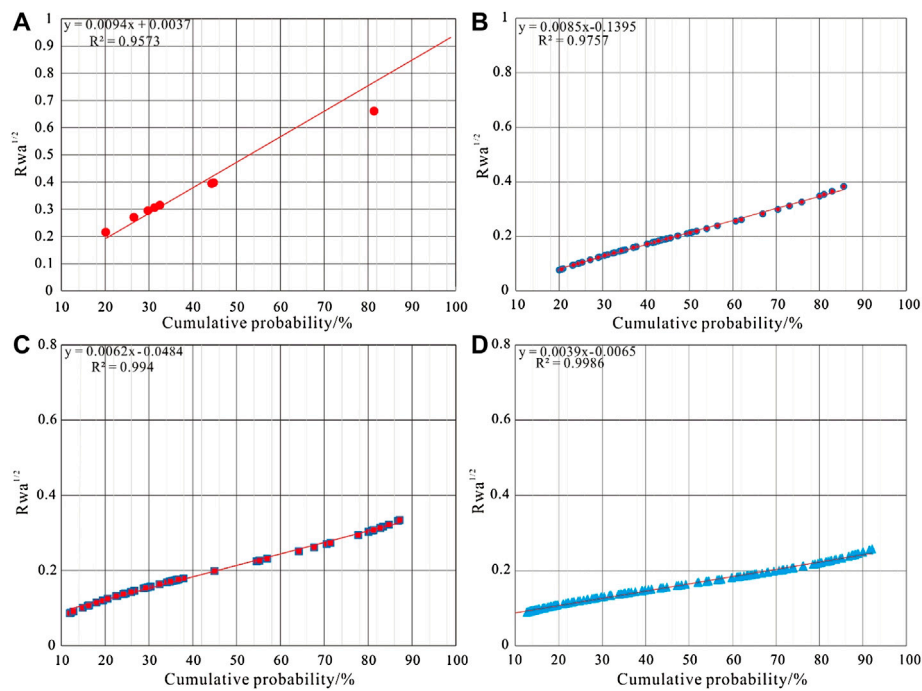 A
y = 0.0094x + 0.0037
R² = 0.9573
1
0.9
0.8
0.7
0.6
0.5
0.4
0.3
0.2
0.1
0
Rwa1/2
10 20 30 40 50 60 70 80 90 100
Cumulative probability/%
B
y = 0.0085x-0.1395
R² = 0.9757
1
0.8
0.6
0.4
0.2
0
Rwa1/2
10 20 30 40 50 60 70 80 90 100
Cumulative probability/%
C
y = 0.0062x-0.0484
R² = 0.994
0.8
0.6
0.4
0.2
0
Rwa1/2
10 20 30 40 50 60 70 80 90 100
Cumulative probability/%
D
y = 0.0039x-0.0065
R² = 0.9986
0.8
0.6
0.4
0.2
0
Rwa1/2
10 20 30 40 50 60 70 80 90 100
Cumulative probability/%